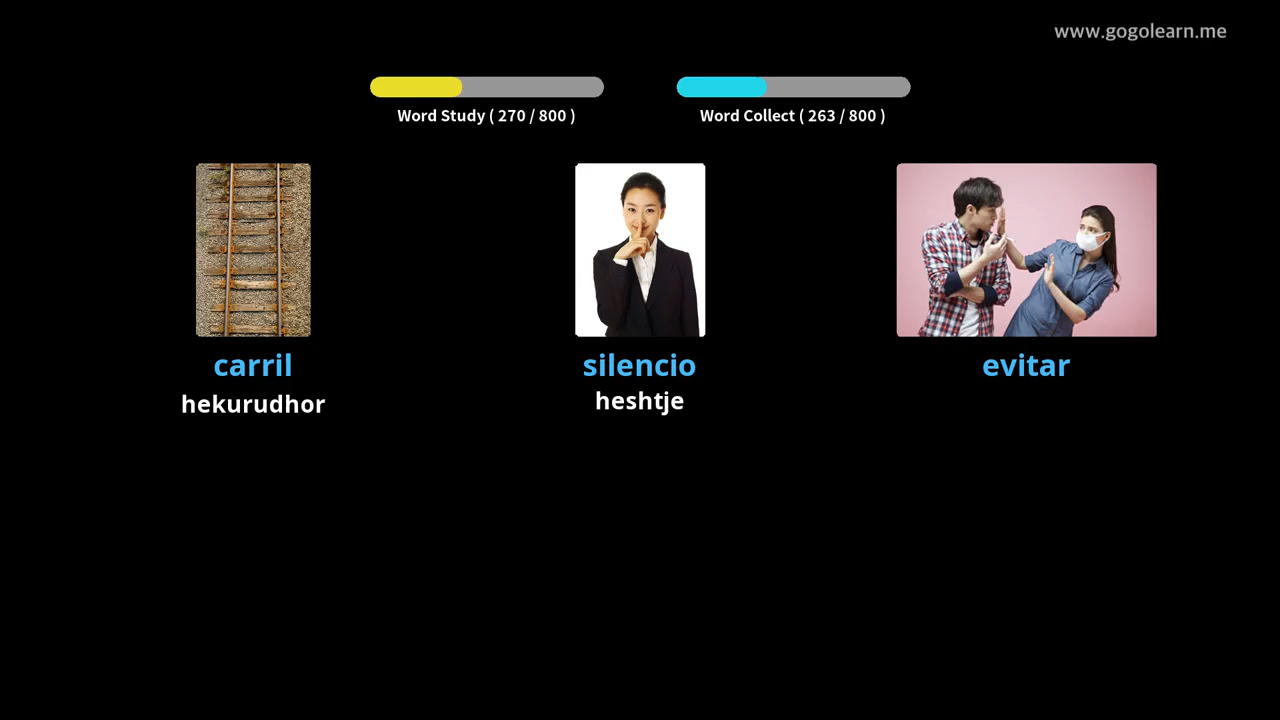 www.gogolearn.me
Word Study ( 270 / 800 )
Word Collect ( 263 / 800 )
carril
hekurudhor
silencio
heshtje
evitar